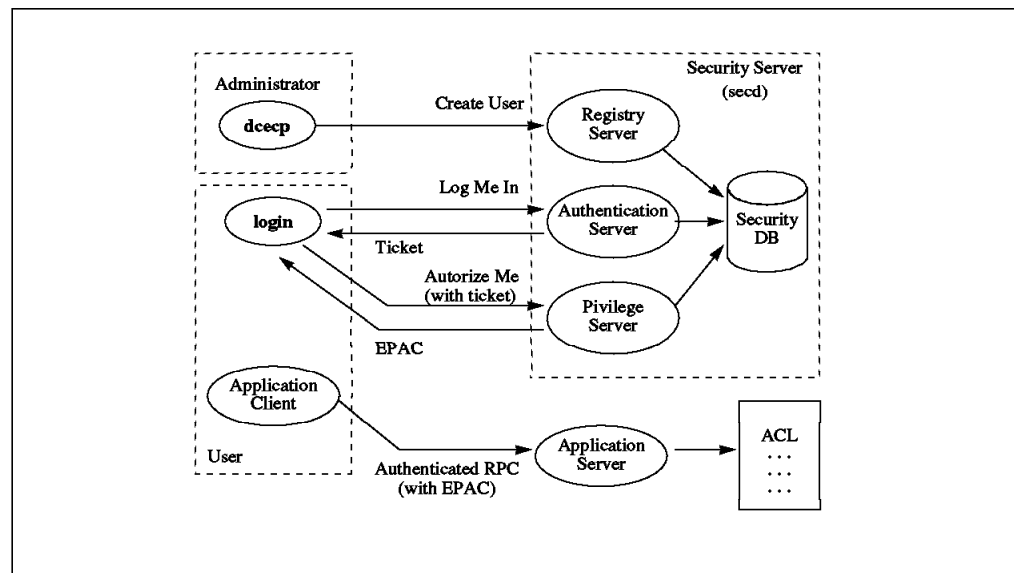 Administrator
dcecp
Create User
Security Server
(secd)
Registry
Server
login
Log Me In
Ticket
Authentication
Server
Security
DB
Autorize Me
(with ticket)
EPAC
Pivilege
Server
Application
Client
User
Authenticated RPC
(with EPAC)
Application
Server
ACL
. . .
. . .
. . .